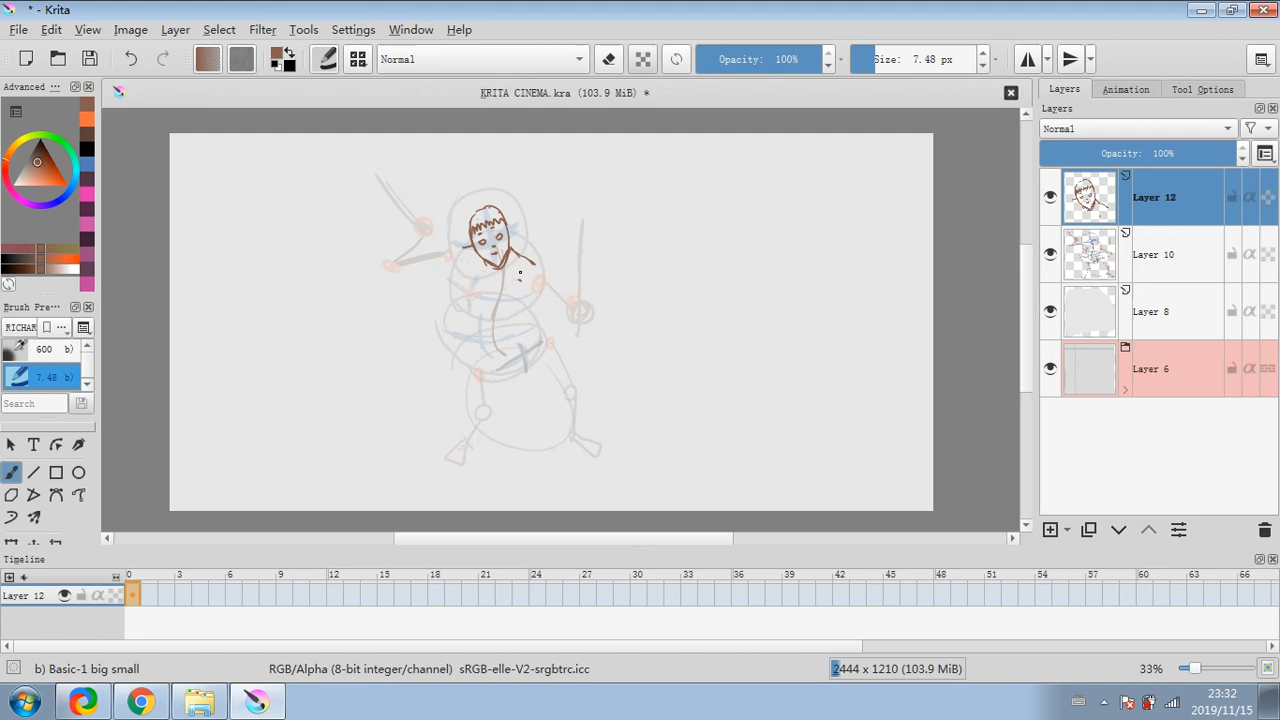 * - Krita
File Edit View Image Layer Select Filter Tools Settings Window Help
Normal
Opacity: 100%
Size: 7.48 px
Advanced ...
KRITA CINEMA.kra (103.9 MiB) *
Layers Animation Tool Options
Layers
Normal
Opacity: 100%
Layer 12
Layer 10
Layer 8
Layer 6
Brush Pre...
RICHAR ...
600 b)
7.48 b)
Search
Timeline
0 3 6 9 12 15 18 21 24 27 30 33 36 39 42 45 48 51 54 57 60 63 66
Layer 12
b) Basic-1 big small
RGB/Alpha (8-bit integer/channel) sRGB-elle-V2-srgbtrc.icc
2444 x 1210 (103.9 MiB)
33%
23:32
2019/11/15